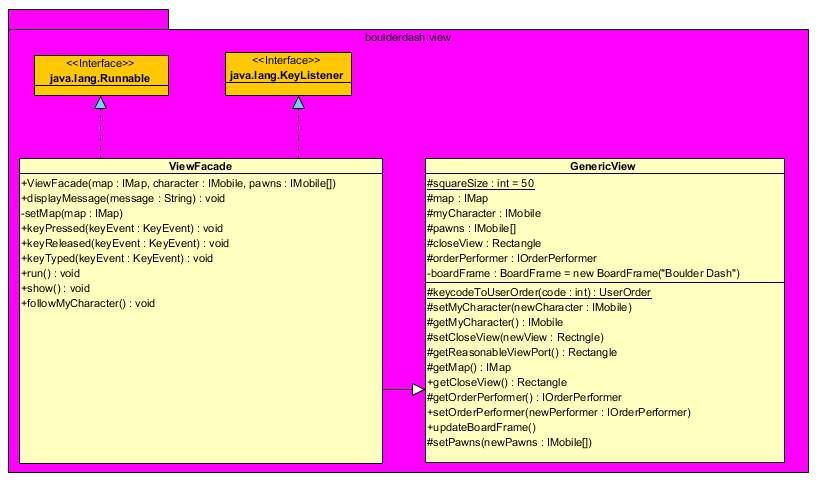 boulderdash.view
<<Interface>>
java.lang.Runnable
<<Interface>>
java.lang.KeyListener
ViewFacade
+ViewFacade(map : IMap, character : IMobile, pawns : IMobile[])
+displayMessage(message : String) : void
-setMap(map : IMap)
+keyPressed(keyEvent : KeyEvent) : void
+keyReleased(keyEvent : KeyEvent) : void
+keyTyped(keyEvent : KeyEvent) : void
+run() : void
+show() : void
+followMyCharacter() : void
GenericView
#squareSize : int = 50
#map : IMap
#myCharacter : IMobile
#pawns : IMobile[]
#closeView : Rectangle
#orderPerformer : IOrderPerformer
-boardFrame : BoardFrame = new BoardFrame("Boulder Dash")
#keycodeToUserOrder(code : int) : UserOrder
#setMyCharacter(newCharacter : IMobile)
#getMyCharacter() : IMobile
#setCloseView(newView : Rectngle)
#getReasonableViewPort() : Rectangle
#getMap() : IMap
+getCloseView() : Rectangle
#getOrderPerformer() : IOrderPerformer
+setOrderPerformer(newPerformer : IOrderPerformer)
+updateBoardFrame()
#setPawns(newPawns : IMobile[])